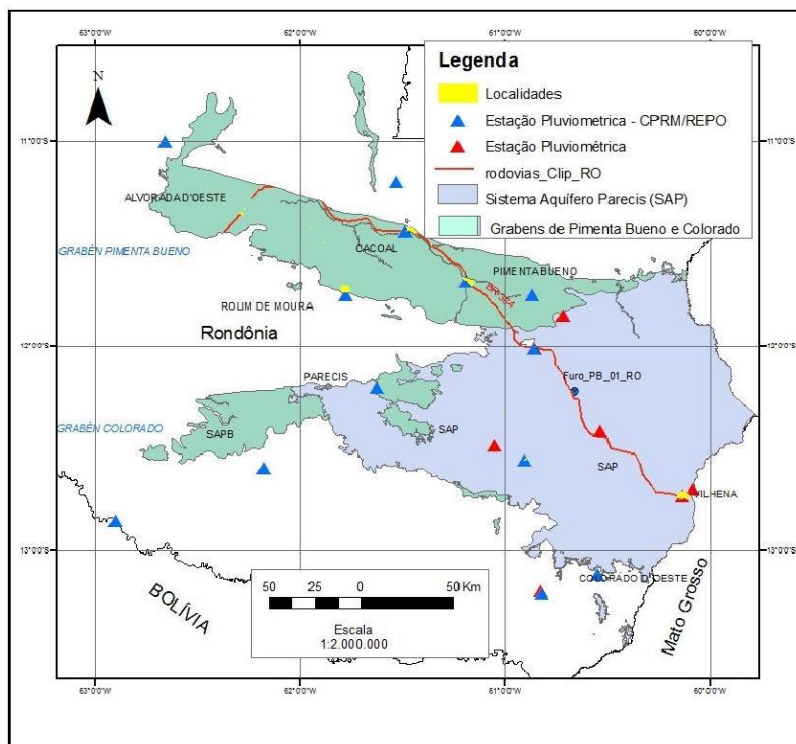 63°0'0"W
62°0'0"W
61°0'0"W
60°0'0"W
N
Legenda
Localidades
Estação Pluviometrica - CPRM/REPO
Estação Pluviométrica
rodovias_Clip_RO
Sistema Aquífero Parecis (SAP)
Grabens de Pimenta Bueno e Colorado
11°0'0"S
11°0'0"S
ALVORADA D'OESTE
GRABÉN PIMENTA BUENO
CACOAL
PIMENTA BUENO
ROLIM DE MOURA
Rondônia
12°0'0"S
12°0'0"S
PARECIS
Furo_PB_01_RO
GRABÉN COLORADO
SAPB
SAP
SAP
VILHENA
13°0'0"S
13°0'0"S
COLORADO D'OESTE
BOLÍVIA
Mato Grosso
50 25 0 50 Km
Escala
1:2.000.000
63°0'0"W
62°0'0"W
61°0'0"W
60°0'0"W